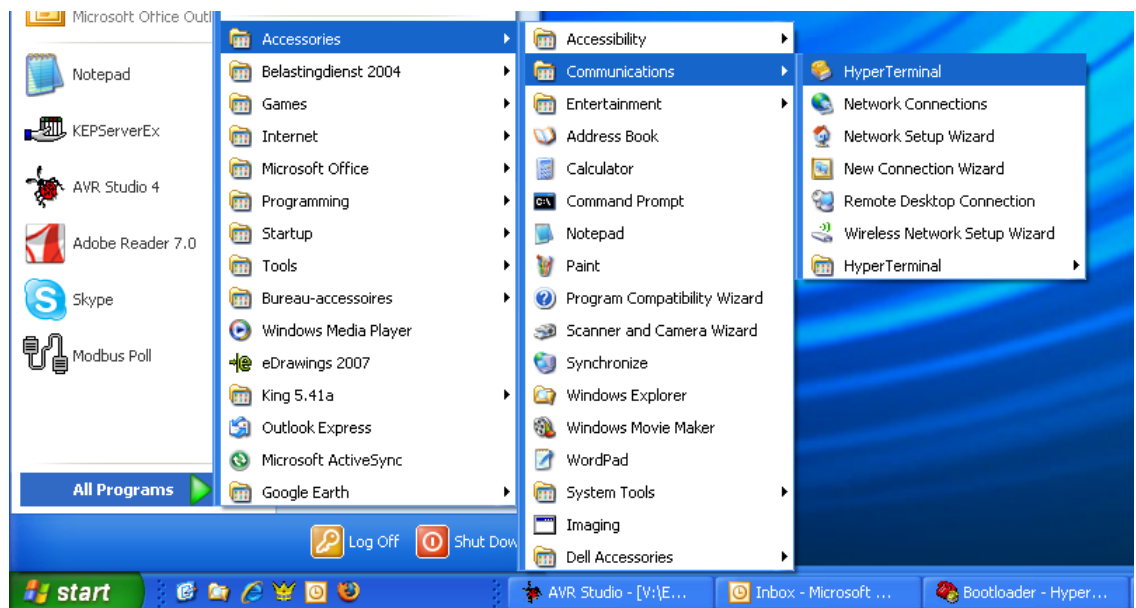 Microsoft Office Outl
Notepad
KEPServerEx
AVR Studio 4
Adobe Reader 7.0
Skype
Modbus Poll
All Programs
Accessories
Belastingdienst 2004
Games
Internet
Microsoft Office
Programming
Startup
Tools
Bureau-accessoires
Windows Media Player
eDrawings 2007
King 5.41a
Outlook Express
Microsoft ActiveSync
Google Earth
Accessibility
Communications
Entertainment
Address Book
Calculator
Command Prompt
Notepad
Paint
Program Compatibility Wizard
Scanner and Camera Wizard
Synchronize
Windows Explorer
Windows Movie Maker
WordPad
System Tools
Imaging
Dell Accessories
HyperTerminal
Network Connections
Network Setup Wizard
New Connection Wizard
Remote Desktop Connection
Wireless Network Setup Wizard
HyperTerminal
Log Off
Shut Dow
start
AVR Studio - [V:\E...
Inbox - Microsoft ...
Bootloader - Hyper...